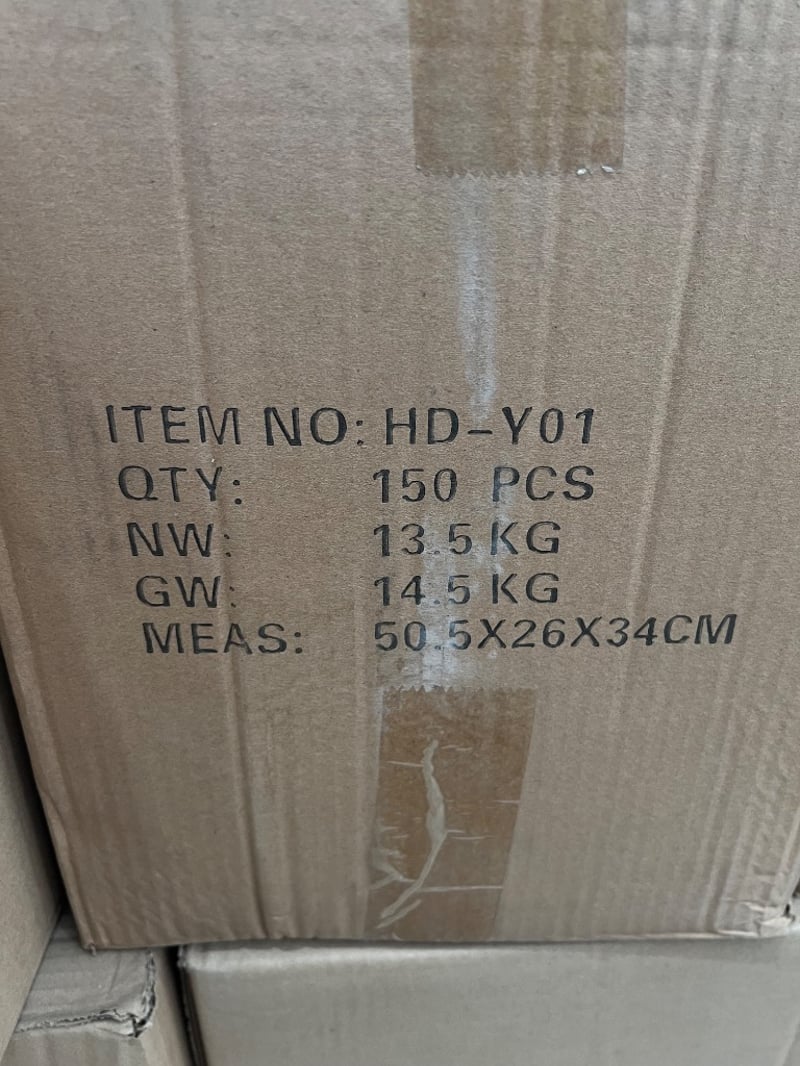 ITEM NO: HD-Y01
QTY: 150 PCS
NW: 13.5 KG
GW: 14.5 KG
MEAS: 50.5X26X34CM